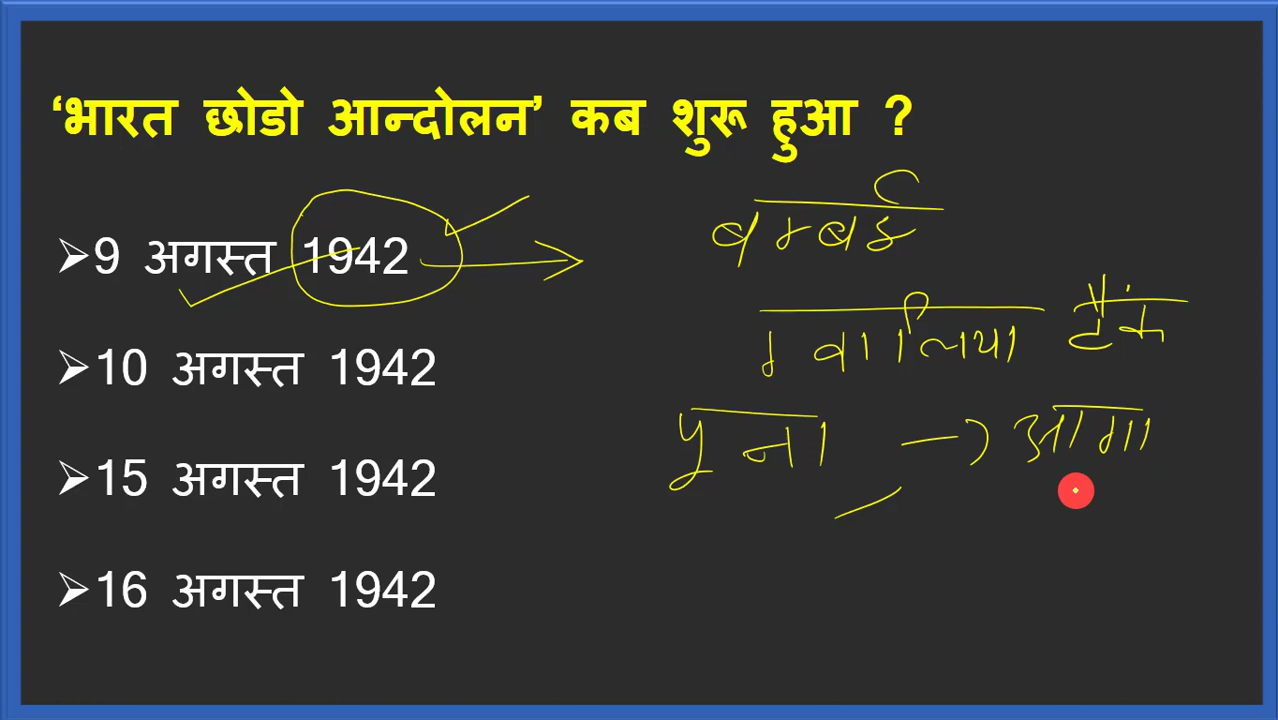 ‘भारत छोडो आन्दोलन’ कब शुरू हुआ ?
➢9 अगस्त 1942
➢10 अगस्त 1942
➢15 अगस्त 1942
➢16 अगस्त 1942
बम्बई
ग्वालिया टैंक
पुना → आगा